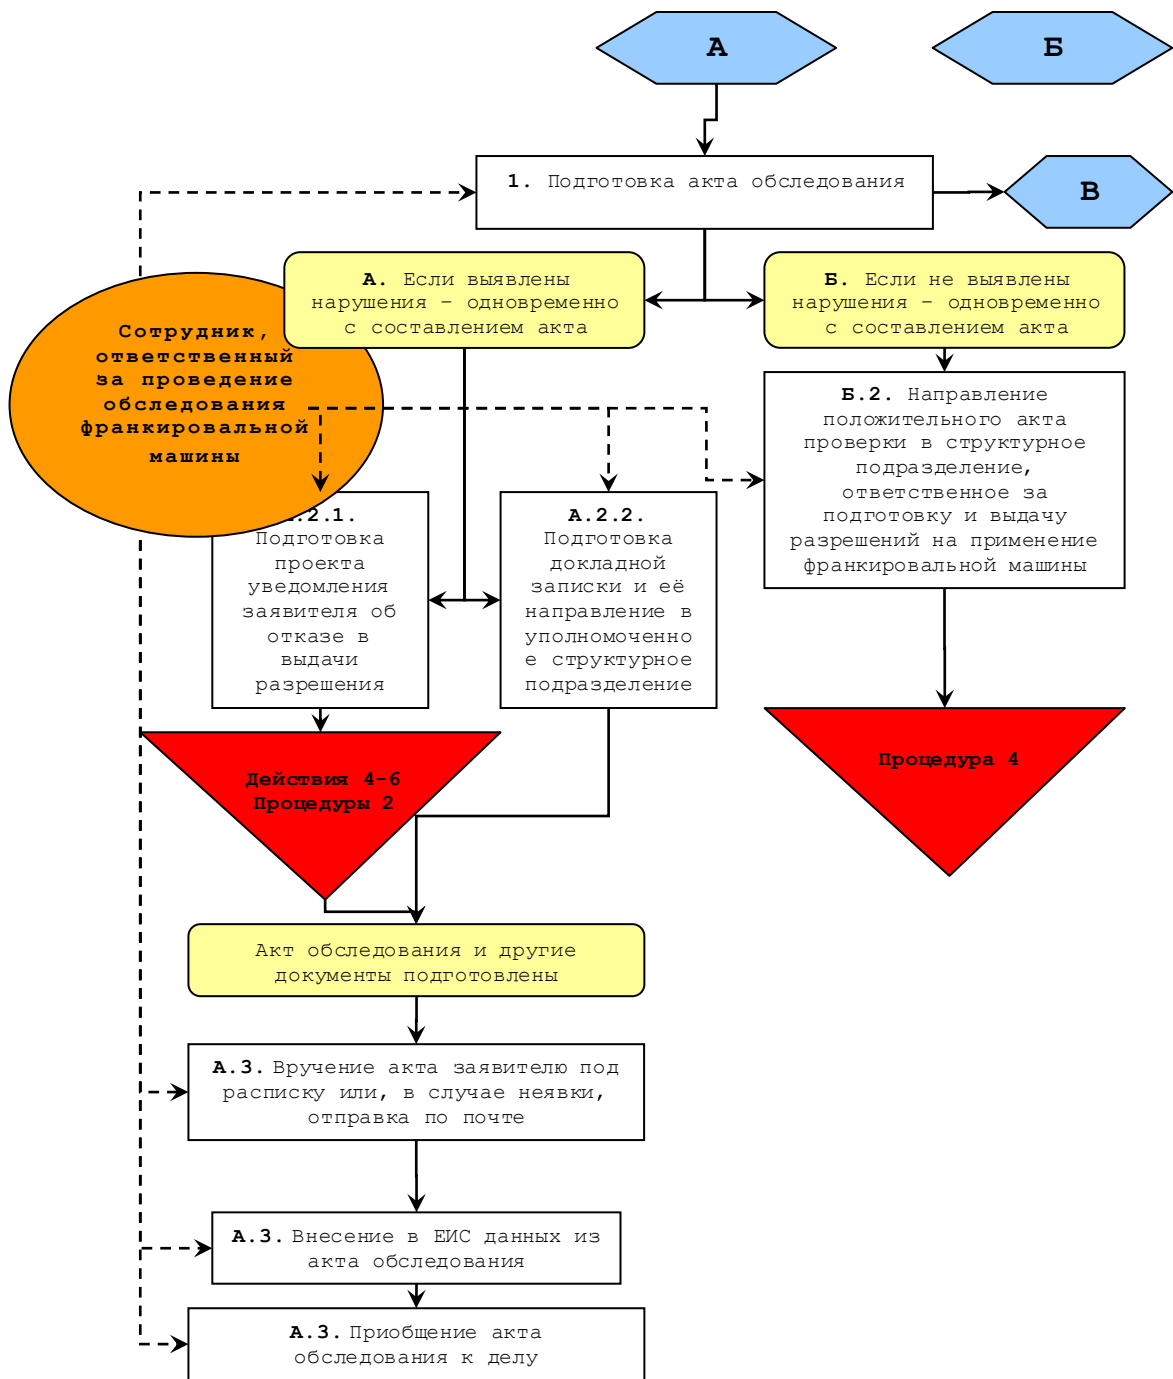 А
Б
1. Подготовка акта обследования
В
А. Если выявлены
нарушения – одновременно
с составлением акта
Б. Если не выявлены
нарушения – одновременно
с составлением акта
Сотрудник,
ответственный
за проведение
обследования
франкировальной
машины
Б.2. Направление
положительного акта
проверки в структурное
подразделение,
ответственное за
подготовку и выдачу
разрешений на применение
франкировальной машины
А.2.1.
Подготовка
проекта
уведомления
заявителя об
отказе в
выдачи
разрешения
А.2.2.
Подготовка
докладной
записки и её
направление в
уполномоченно
е структурное
подразделение
Действия 4-6
Процедуры 2
Процедура 4
Акт обследования и другие
документы подготовлены
А.3. Вручение акта заявителю под
расписку или, в случае неявки,
отправка по почте
А.3. Внесение в ЕИС данных из
акта обследования
А.3. Приобщение акта
обследования к делу